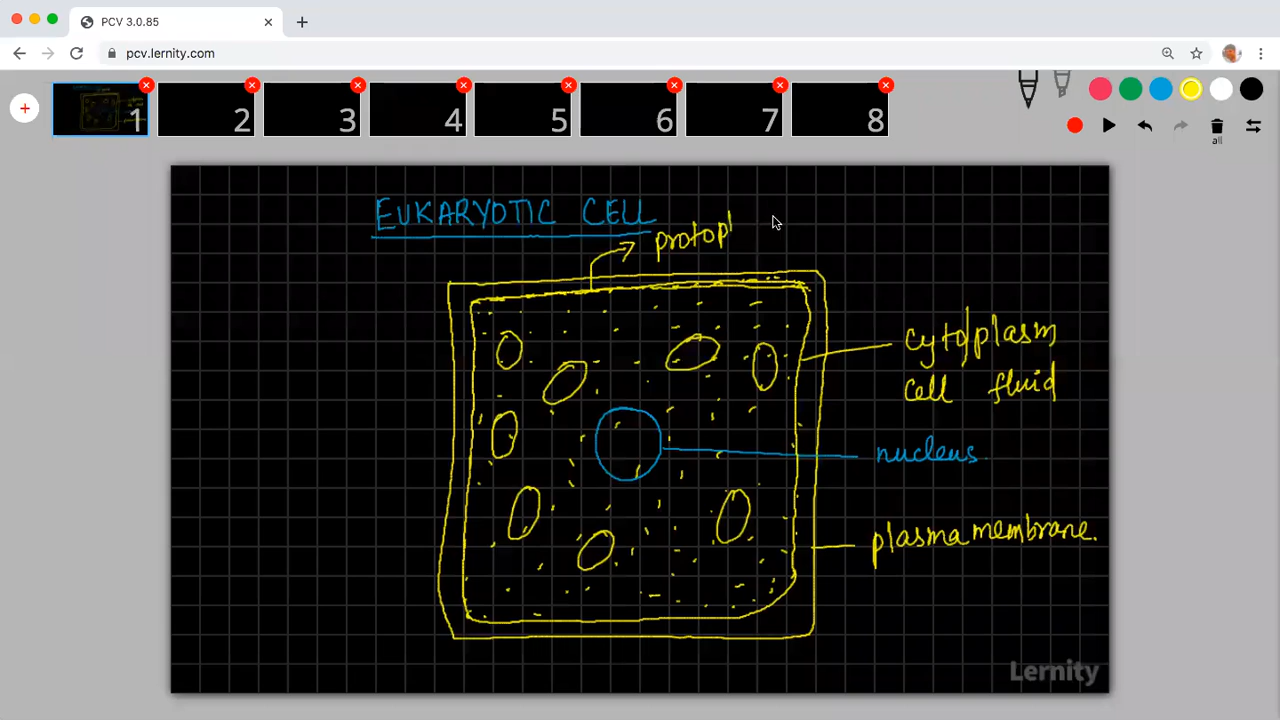 PCV 3.0.85
pcv.lernity.com
1 2 3 4 5 6 7 8
all
EUKARYOTIC CELL
protopl
cytoplasm
cell fluid
nucleus
plasma membrane.
Lernity